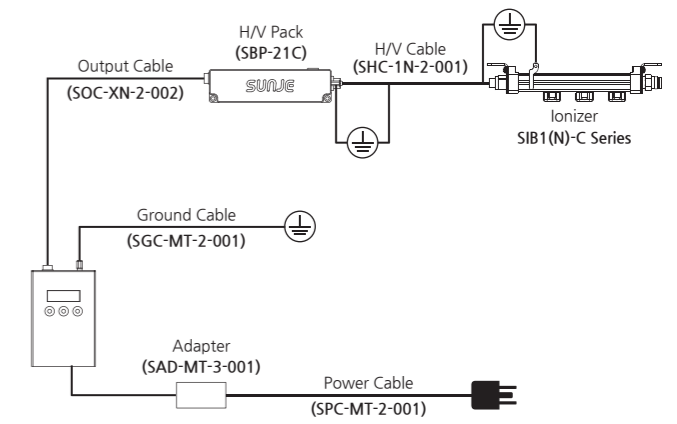 H/V Pack
(SBP-21C)
H/V Cable
(SHC-1N-2-001)
Output Cable
(SOC-XN-2-002)
SUNJE
Ionizer
SIB1(N)-C Series
Ground Cable
(SGC-MT-2-001)
Adapter
(SAD-MT-3-001)
Power Cable
(SPC-MT-2-001)